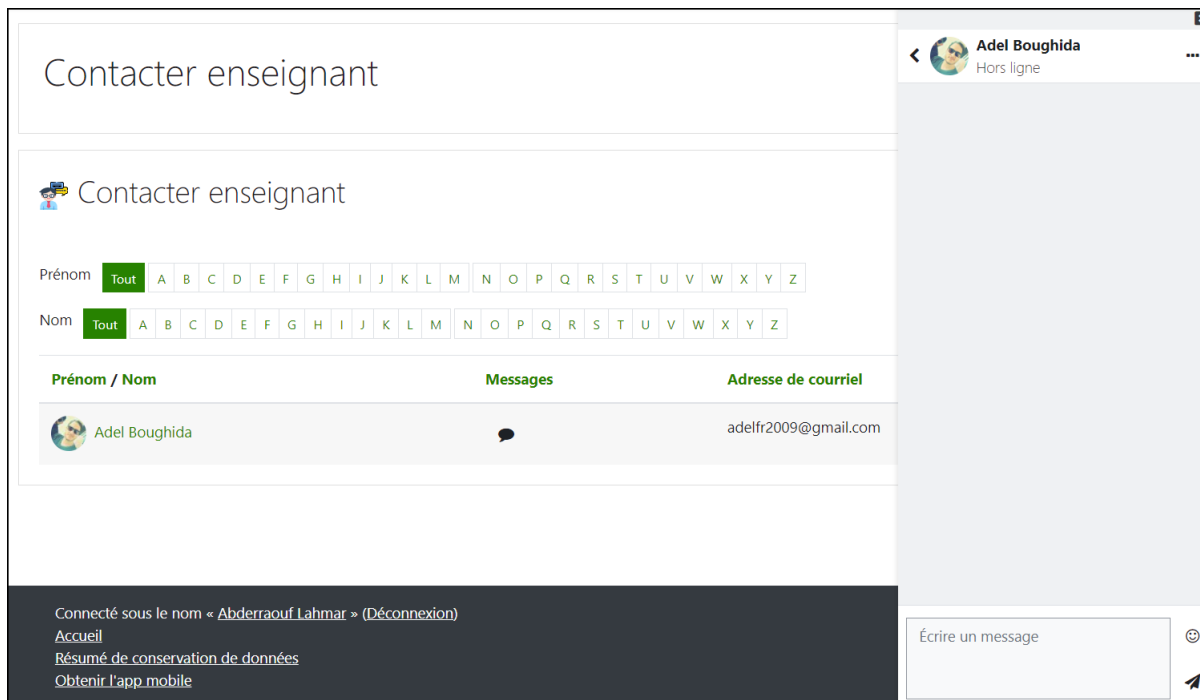 Contacter enseignant
Contacter enseignant
Prénom Tout A B C D E F G H I J K L M N O P Q R S T U V W X Y Z
Nom Tout A B C D E F G H I J K L M N O P Q R S T U V W X Y Z
Prénom / Nom Messages Adresse de courriel
Adel Boughida adelfr2009@gmail.com
Connecté sous le nom « Abderraouf Lahmar » (Déconnexion)
Accueil
Résumé de conservation de données
Obtenir l'app mobile
Adel Boughida
Hors ligne
Écrire un message